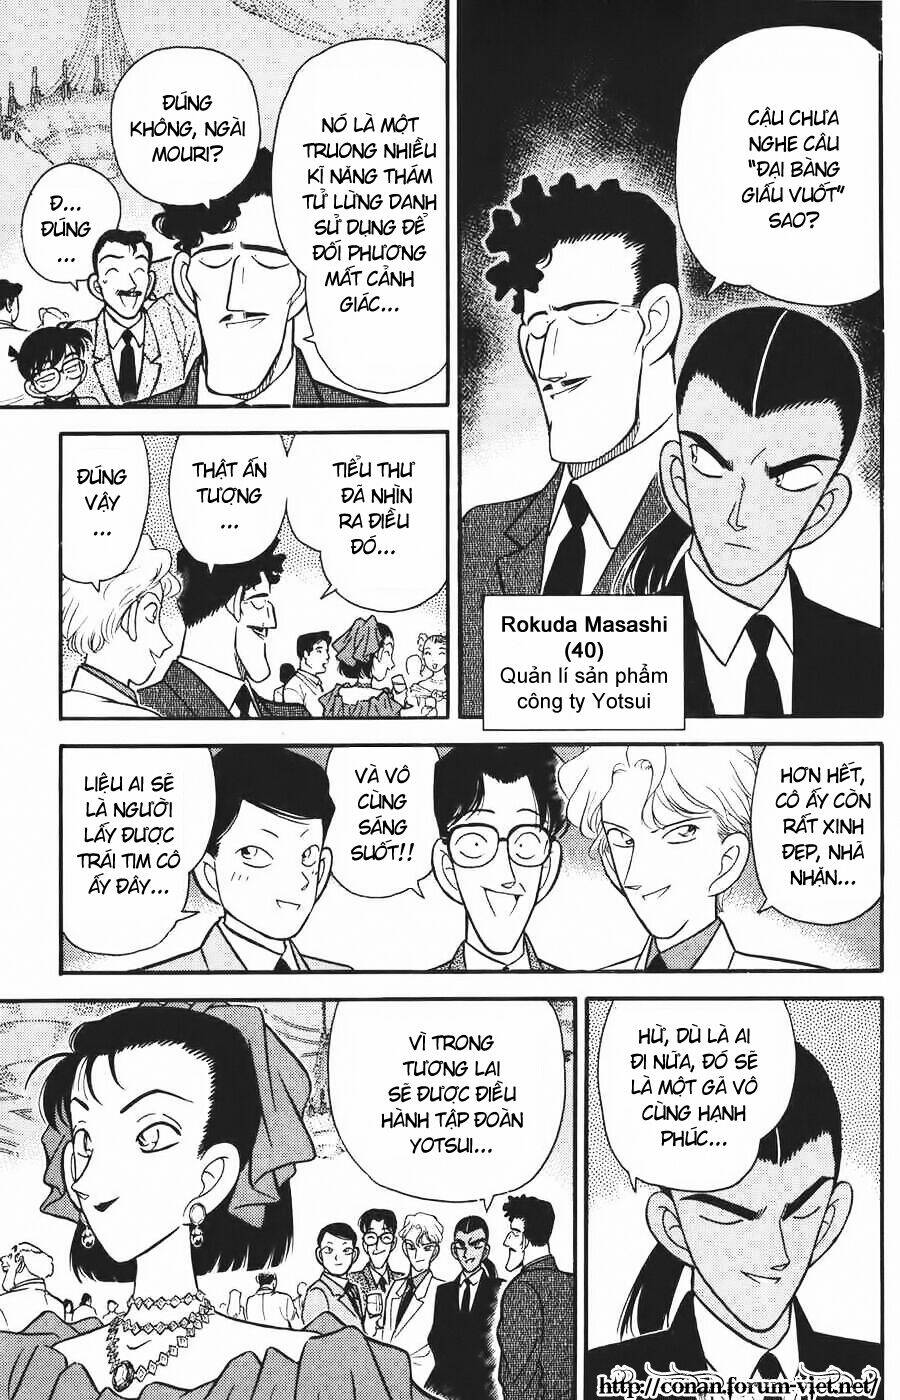 CẬU CHƯA
NGHE CÂU
"ĐẠI BÀNG
GIẤU VUỐT"
SAO?
Rokuda Masashi
(40)
Quản lí sản phẩm
công ty Yotsui
NÓ LÀ MỘT
TRUONG NHIỀU
KĨ NĂNG THÁM
TỬ LỪNG DANH
SỬ DỤNG ĐỂ
ĐỐI PHƯƠNG
MẤT CẢNH
GIÁC...
ĐÚNG
KHÔNG, NGÀI
MOURI?
Đ...
ĐÚNG
...
TIỂU THƯ
ĐÃ NHÌN
RA ĐIỀU
ĐÓ...
THẬT ẤN
TƯỢNG
...
ĐÚNG
VẬY
...
HƠN HẾT,
CÔ ẤY CÒN
RẤT XINH
ĐẸP, NHÃ
NHẶN...
VÀ VÔ
CÙNG
SÁNG
SUỐT!!
LIỆU AI SẼ
LÀ NGƯỜI
LẤY ĐƯỢC
TRÁI TIM CÔ
ẤY ĐÂY...
HỪ, DÙ LÀ AI
ĐI NỮA, ĐÓ SẼ
LÀ MỘT GÃ VÔ
CÙNG HẠNH
PHÚC...
VÌ TRONG
TƯƠNG LAI
SẼ ĐƯỢC ĐIỀU
HÀNH TẬP ĐOÀN
YOTSUI...
http://conan.forum-viet.net/